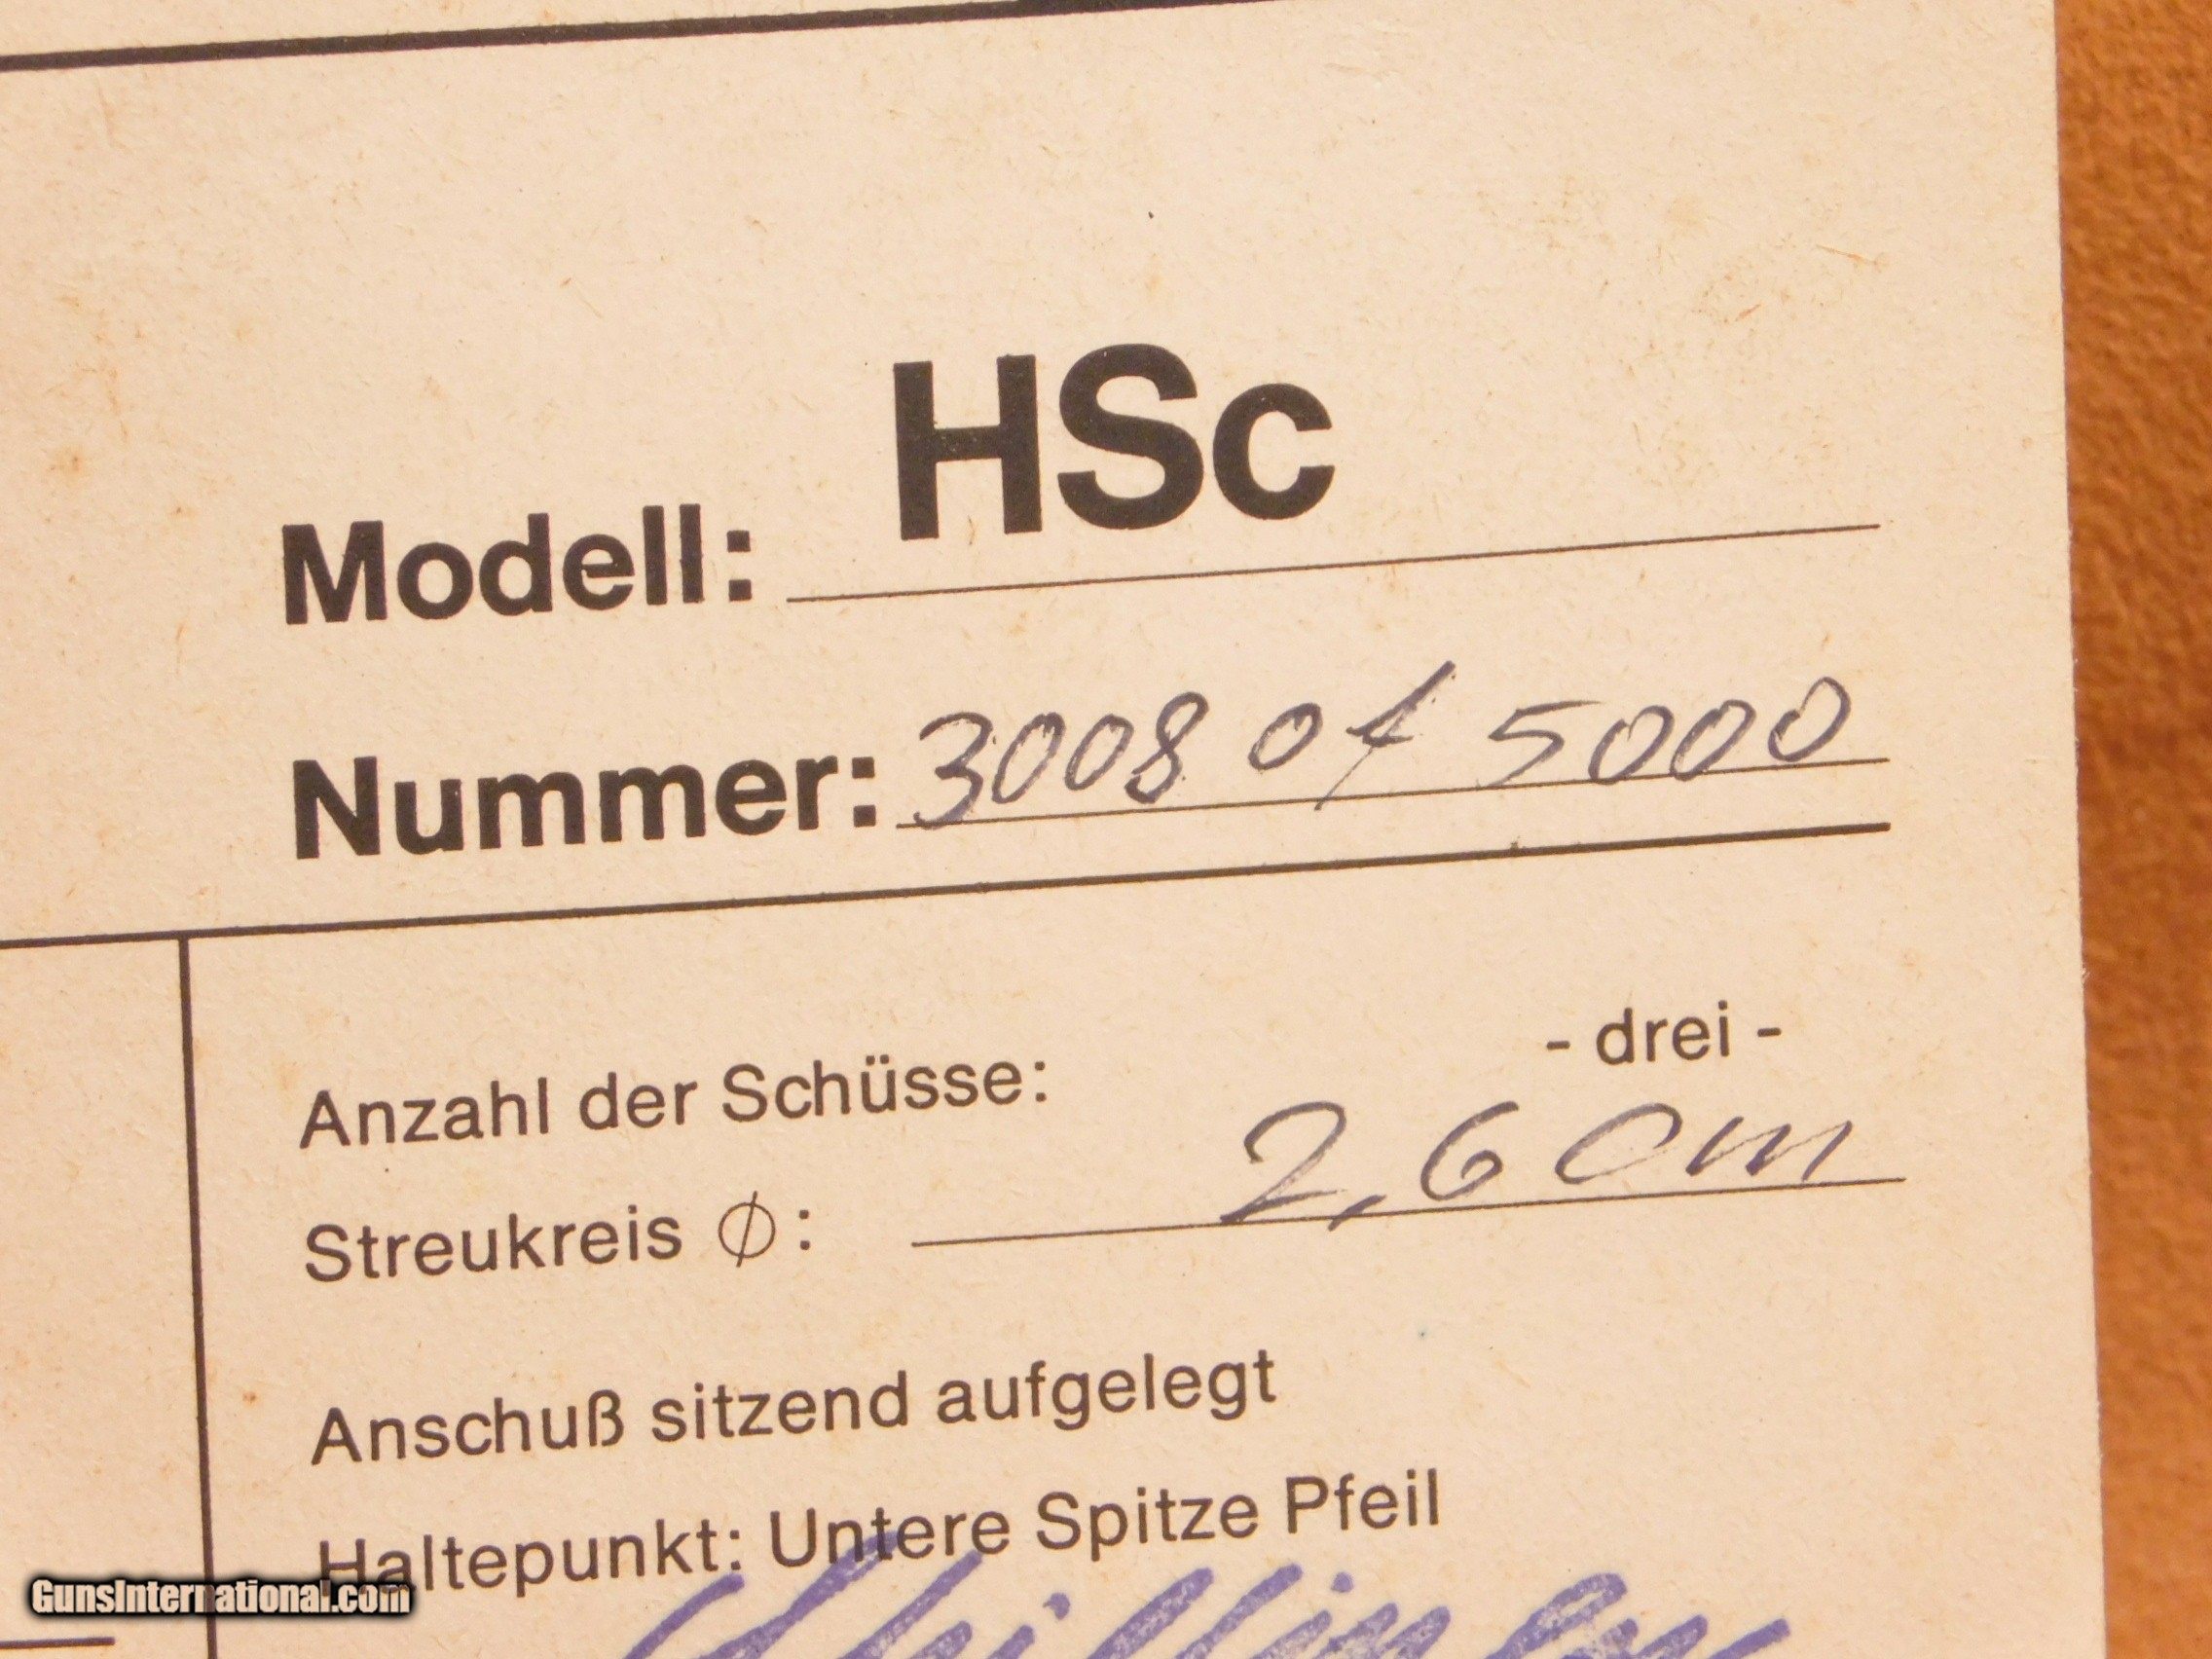 Modell: HSc
Nummer: 3008 of 5000
Anzahl der Schüsse: - drei -
Streukreis Ø: 2,6 cm
Anschuß sitzend aufgelegt
Haltepunkt: Untere Spitze Pfeil
GunsInternational.com